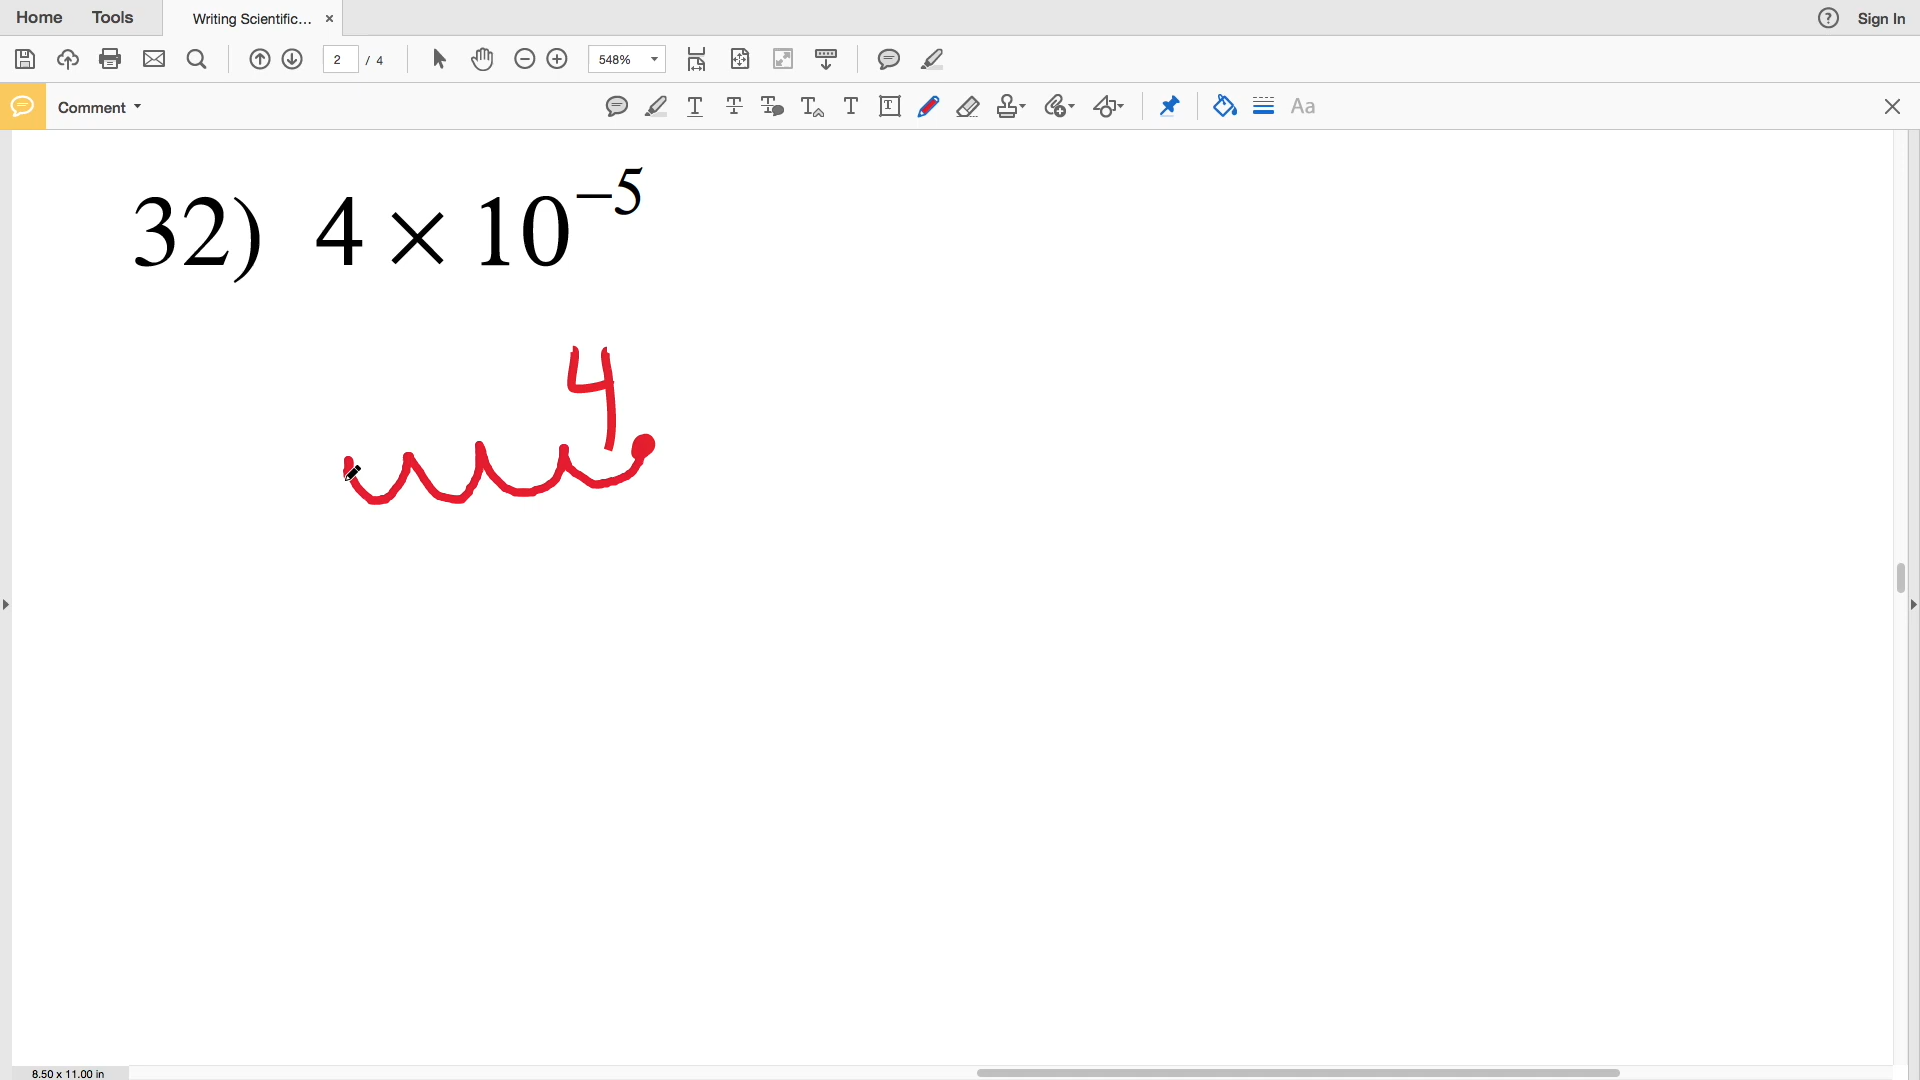 Home Tools Writing Scientific... × ? Sign In
2 / 4 548%
Comment T T T T T T Aa
32) 4 × 10⁻⁵
4.
8.50 x 11.00 in